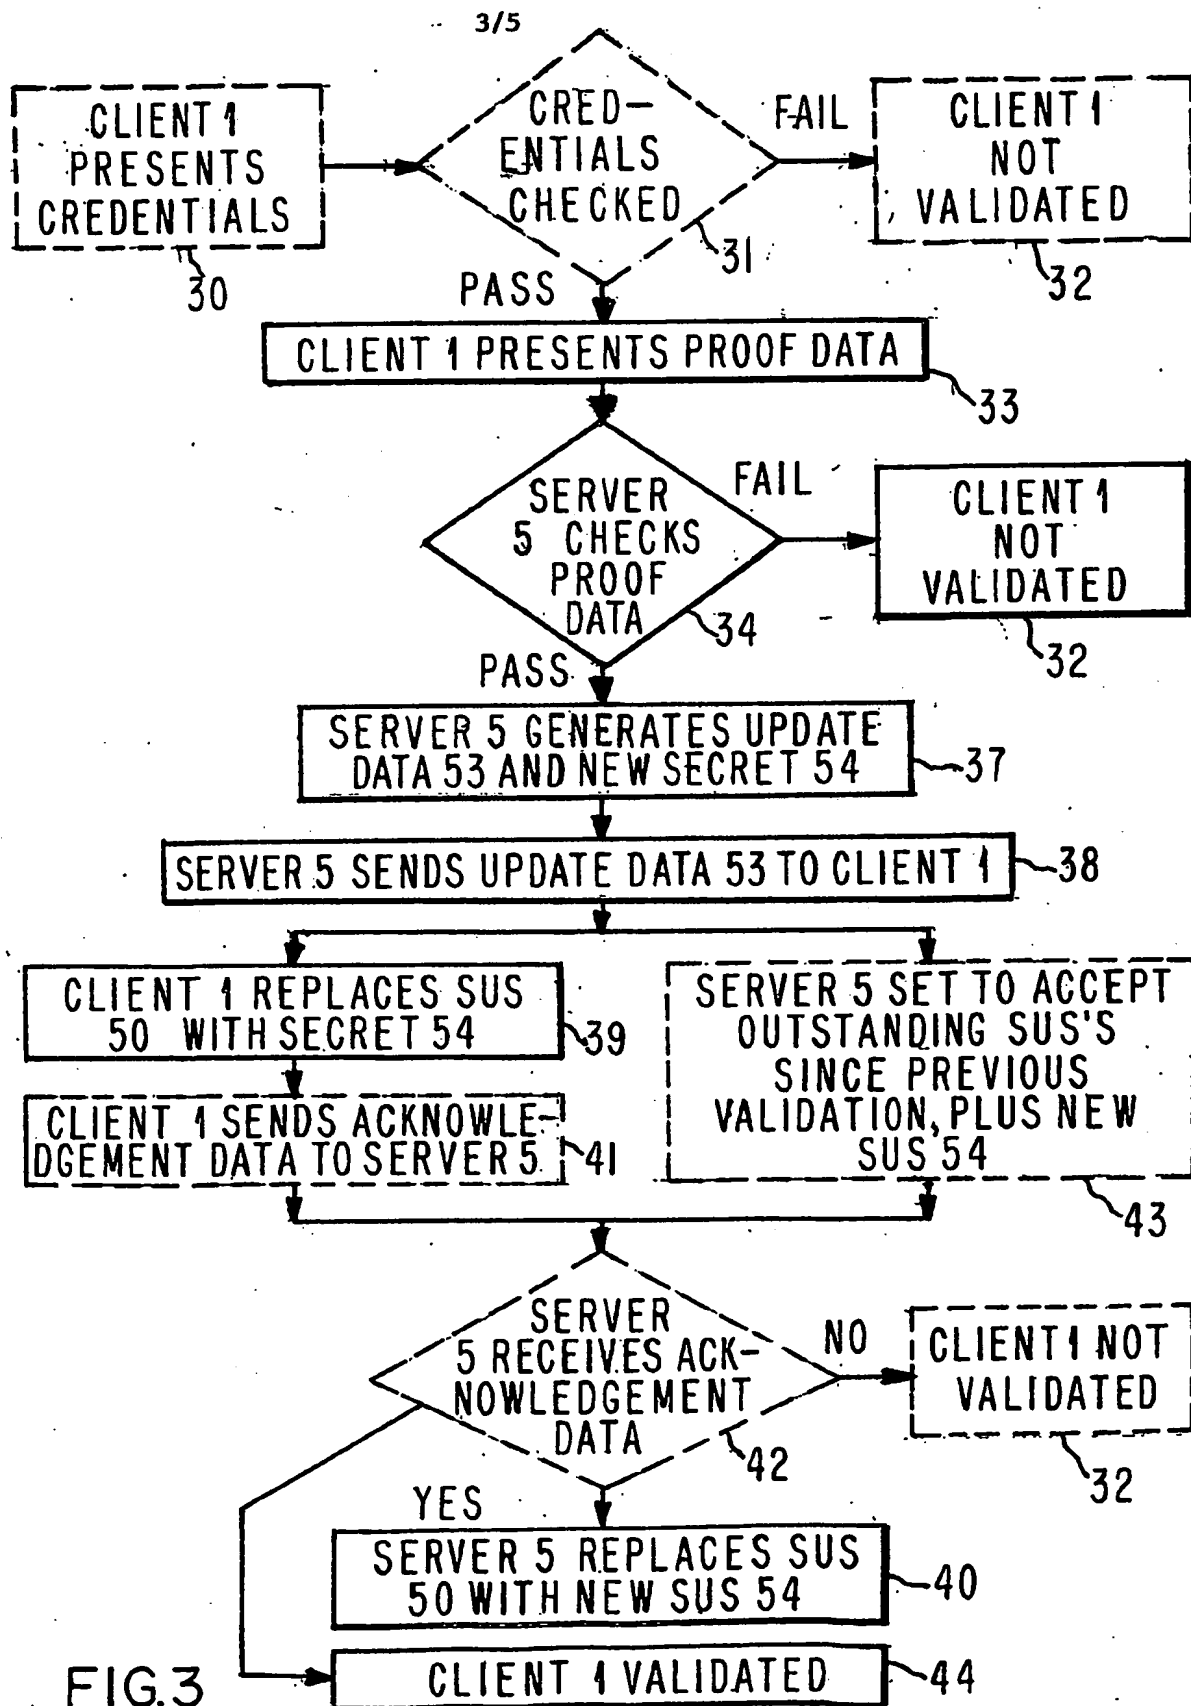 3/5
CLIENT 1
PRESENTS
CREDENTIALS
30
CRED-
ENTIALS
CHECKED
31
FAIL
CLIENT 1
NOT
VALIDATED
32
PASS
CLIENT 1 PRESENTS PROOF DATA
33
SERVER
5 CHECKS
PROOF
DATA
34
FAIL
CLIENT 1
NOT
VALIDATED
32
PASS
SERVER 5 GENERATES UPDATE
DATA 53 AND NEW SECRET 54
37
SERVER 5 SENDS UPDATE DATA 53 TO CLIENT 1
38
CLIENT 1 REPLACES SUS
50 WITH SECRET 54
39
CLIENT 1 SENDS ACKNOWLE-
DGEMENT DATA TO SERVER 5
41
SERVER 5 SET TO ACCEPT
OUTSTANDING SUS'S
SINCE PREVIOUS
VALIDATION, PLUS NEW
SUS 54
43
SERVER
5 RECEIVES ACK-
NOWLEDGEMENT
DATA
42
NO
CLIENT 1 NOT
VALIDATED
32
YES
SERVER 5 REPLACES SUS
50 WITH NEW SUS 54
40
CLIENT 1 VALIDATED
44
FIG.3